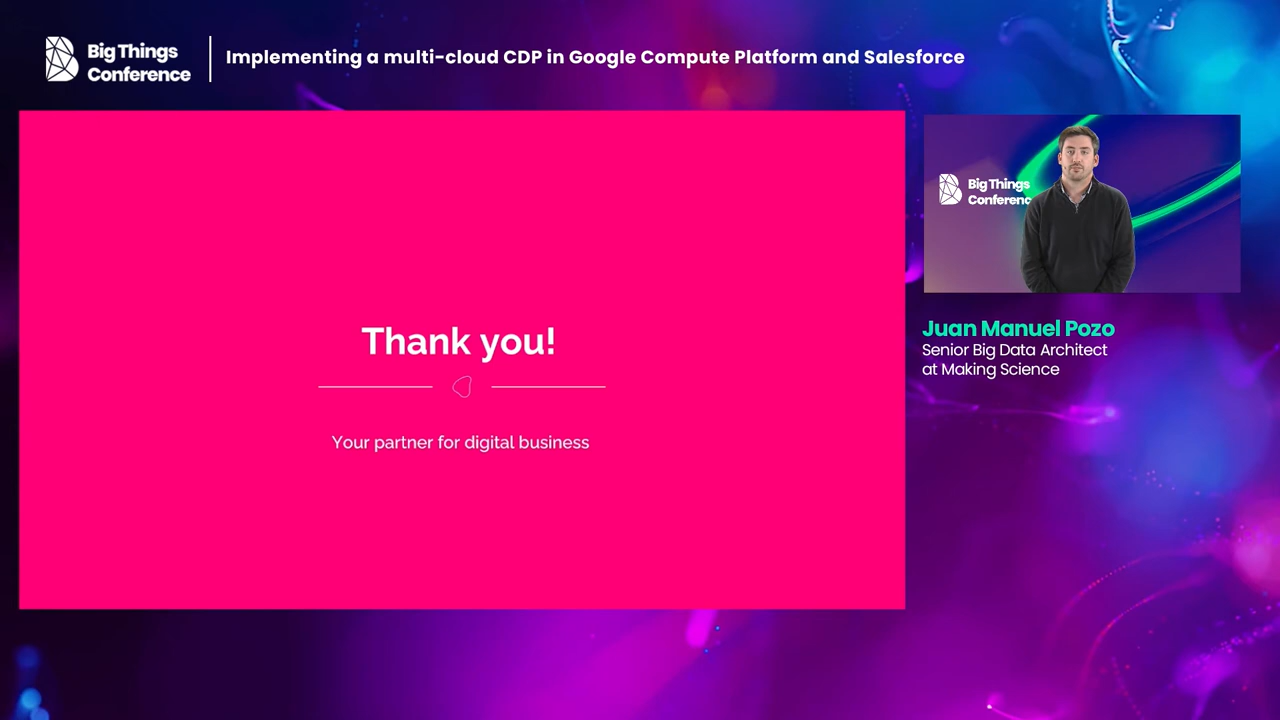 Big Things
Conference
Implementing a multi-cloud CDP in Google Compute Platform and Salesforce
Thank you!
Your partner for digital business
Big Things
Conferenc
Juan Manuel Pozo
Senior Big Data Architect
at Making Science